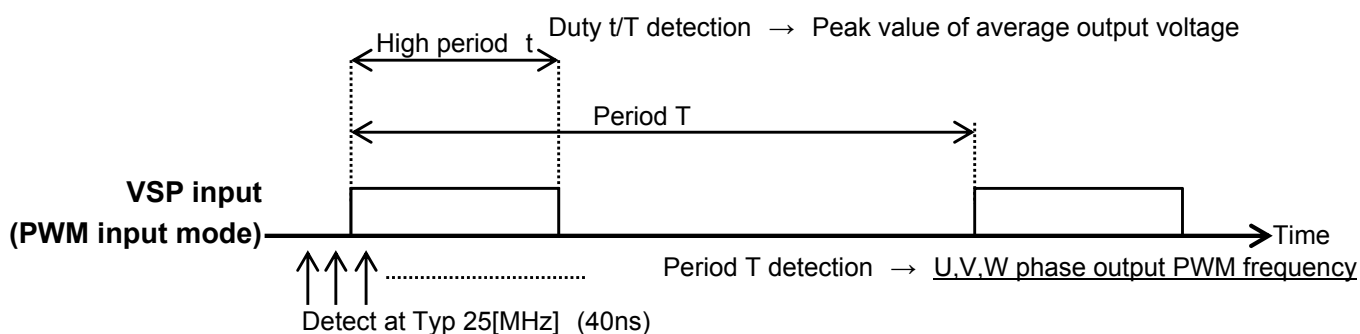 Duty t/T detection → Peak value of average output voltage
High period t
Period T
VSP input
(PWM input mode)
Time
Period T detection → U,V,W phase output PWM frequency
Detect at Typ 25[MHz] (40ns)